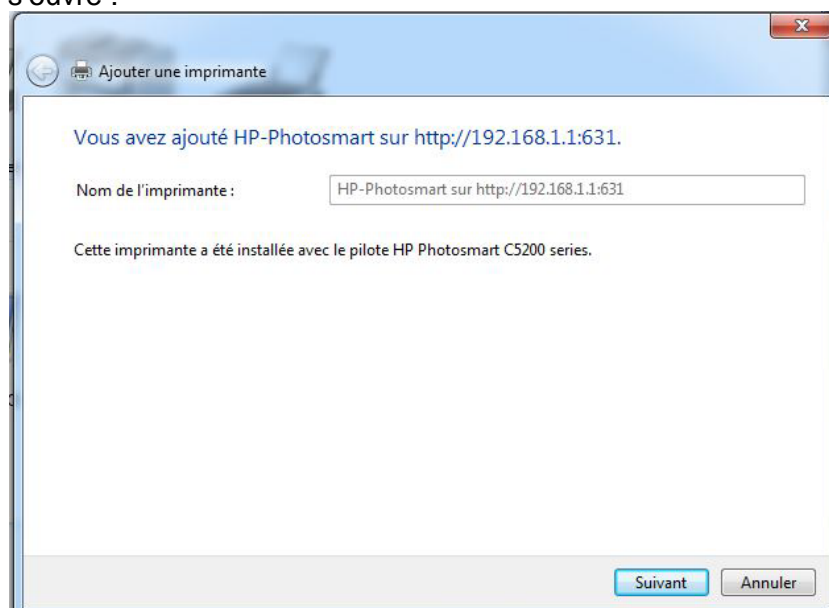 s'ouvre :
Ajouter une imprimante
Vous avez ajouté HP-Photosmart sur http://192.168.1.1:631.
Nom de l'imprimante : HP-Photosmart sur http://192.168.1.1:631
Cette imprimante a été installée avec le pilote HP Photosmart C5200 series.
Suivant Annuler